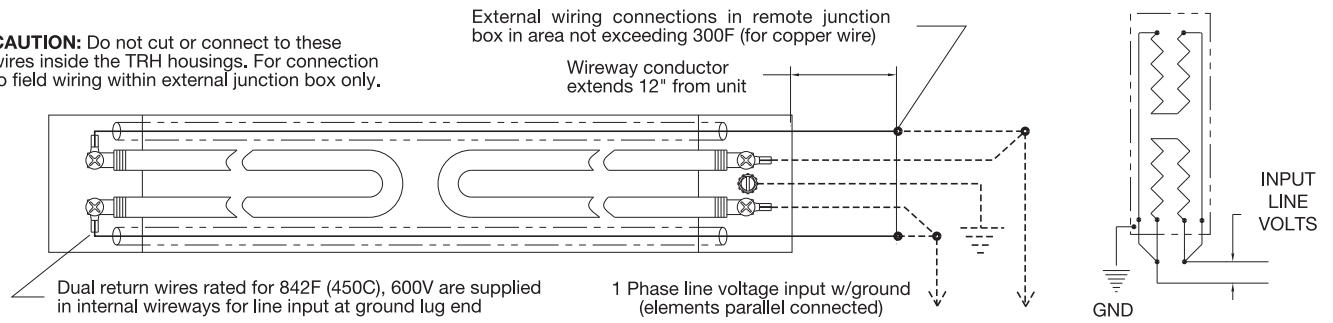 External wiring connections in remote junction
box in area not exceeding 300F (for copper wire)
CAUTION: Do not cut or connect to these
wires inside the TRH housings. For connection
to field wiring within external junction box only.
Wireway conductor
extends 12" from unit
Dual return wires rated for 842F (450C), 600V are supplied
in internal wireways for line input at ground lug end
1 Phase line voltage input w/ground
(elements parallel connected)
INPUT
LINE
VOLTS
GND